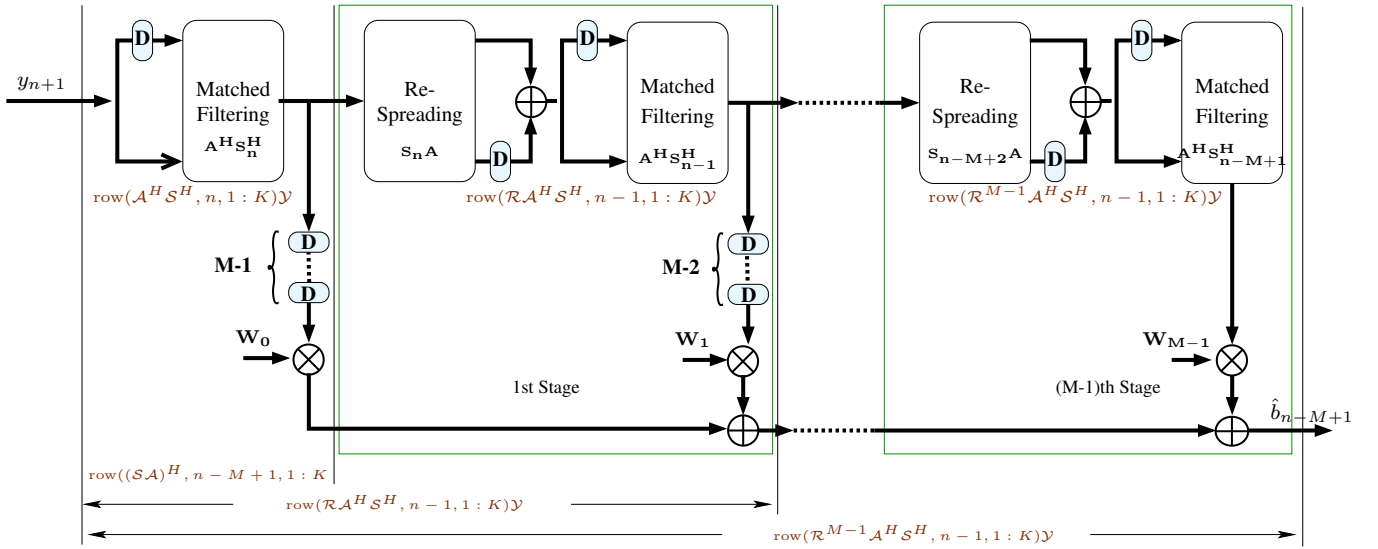 y_{n+1}
D
Matched
Filtering
A^H S_n^H
row(𝒜^H 𝒮^H, n, 1 : K)𝒴
M-1
D
D
W_0
row((𝒮𝒜)^H, n − M + 1, 1 : K
Re-
Spreading
S_n A
D
D
Matched
Filtering
A^H S_{n-1}^H
row(ℛ𝒜^H 𝒮^H, n − 1, 1 : K)𝒴
M-2
D
D
W_1
1st Stage
Re-
Spreading
S_{n-M+2} A
D
D
Matched
Filtering
A^H S_{n-M+1}^H
row(ℛ^{M-1} 𝒜^H 𝒮^H, n − 1, 1 : K)𝒴
W_{M-1}
(M-1)th Stage
b̂_{n-M+1}
row(ℛ𝒜^H 𝒮^H, n − 1, 1 : K)𝒴
row(ℛ^{M-1} 𝒜^H 𝒮^H, n − 1, 1 : K)𝒴